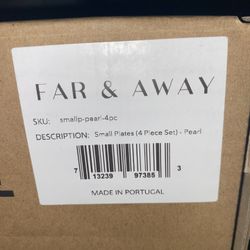 FAR & AWAY
SKU: smallp-pearl-4pc
DESCRIPTION: Small Plates (4 Piece Set) - Pearl
7 13239 97385 3
MADE IN PORTUGAL